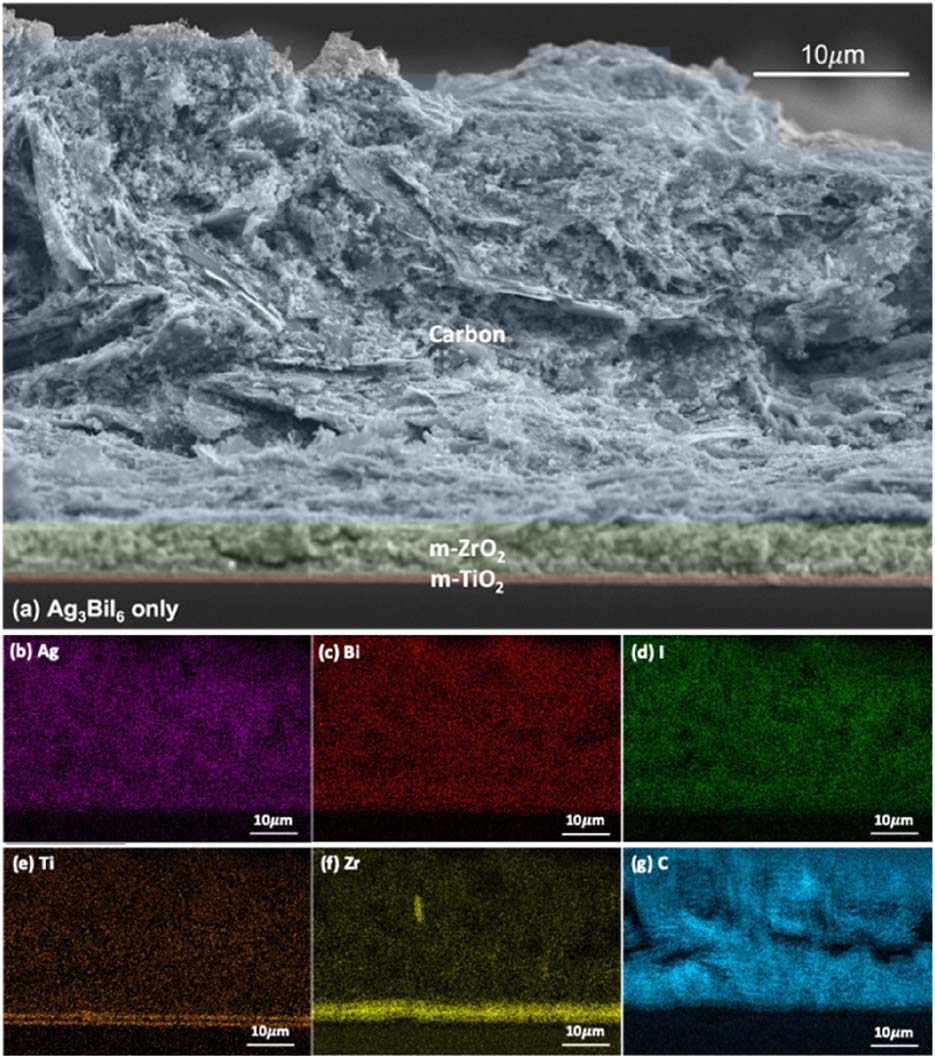 10μm
Carbon
m-ZrO₂
m-TiO₂
(a) Ag₃BiI₆ only
(b) Ag
10μm
(c) Bi
10μm
(d) I
10μm
(e) Ti
10μm
(f) Zr
10μm
(g) C
10μm